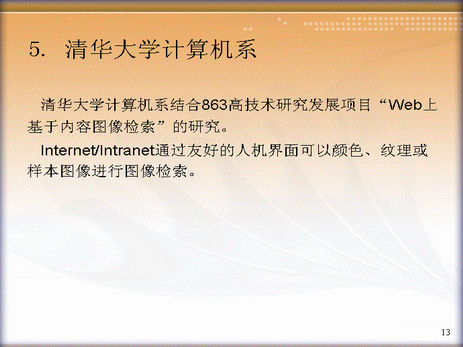 5. 清华大学计算机系
清华大学计算机系结合863高技术研究发展项目“Web上
基于内容图像检索”的研究。
Internet/Intranet通过友好的人机界面可以颜色、纹理或
样本图像进行图像检索。
13